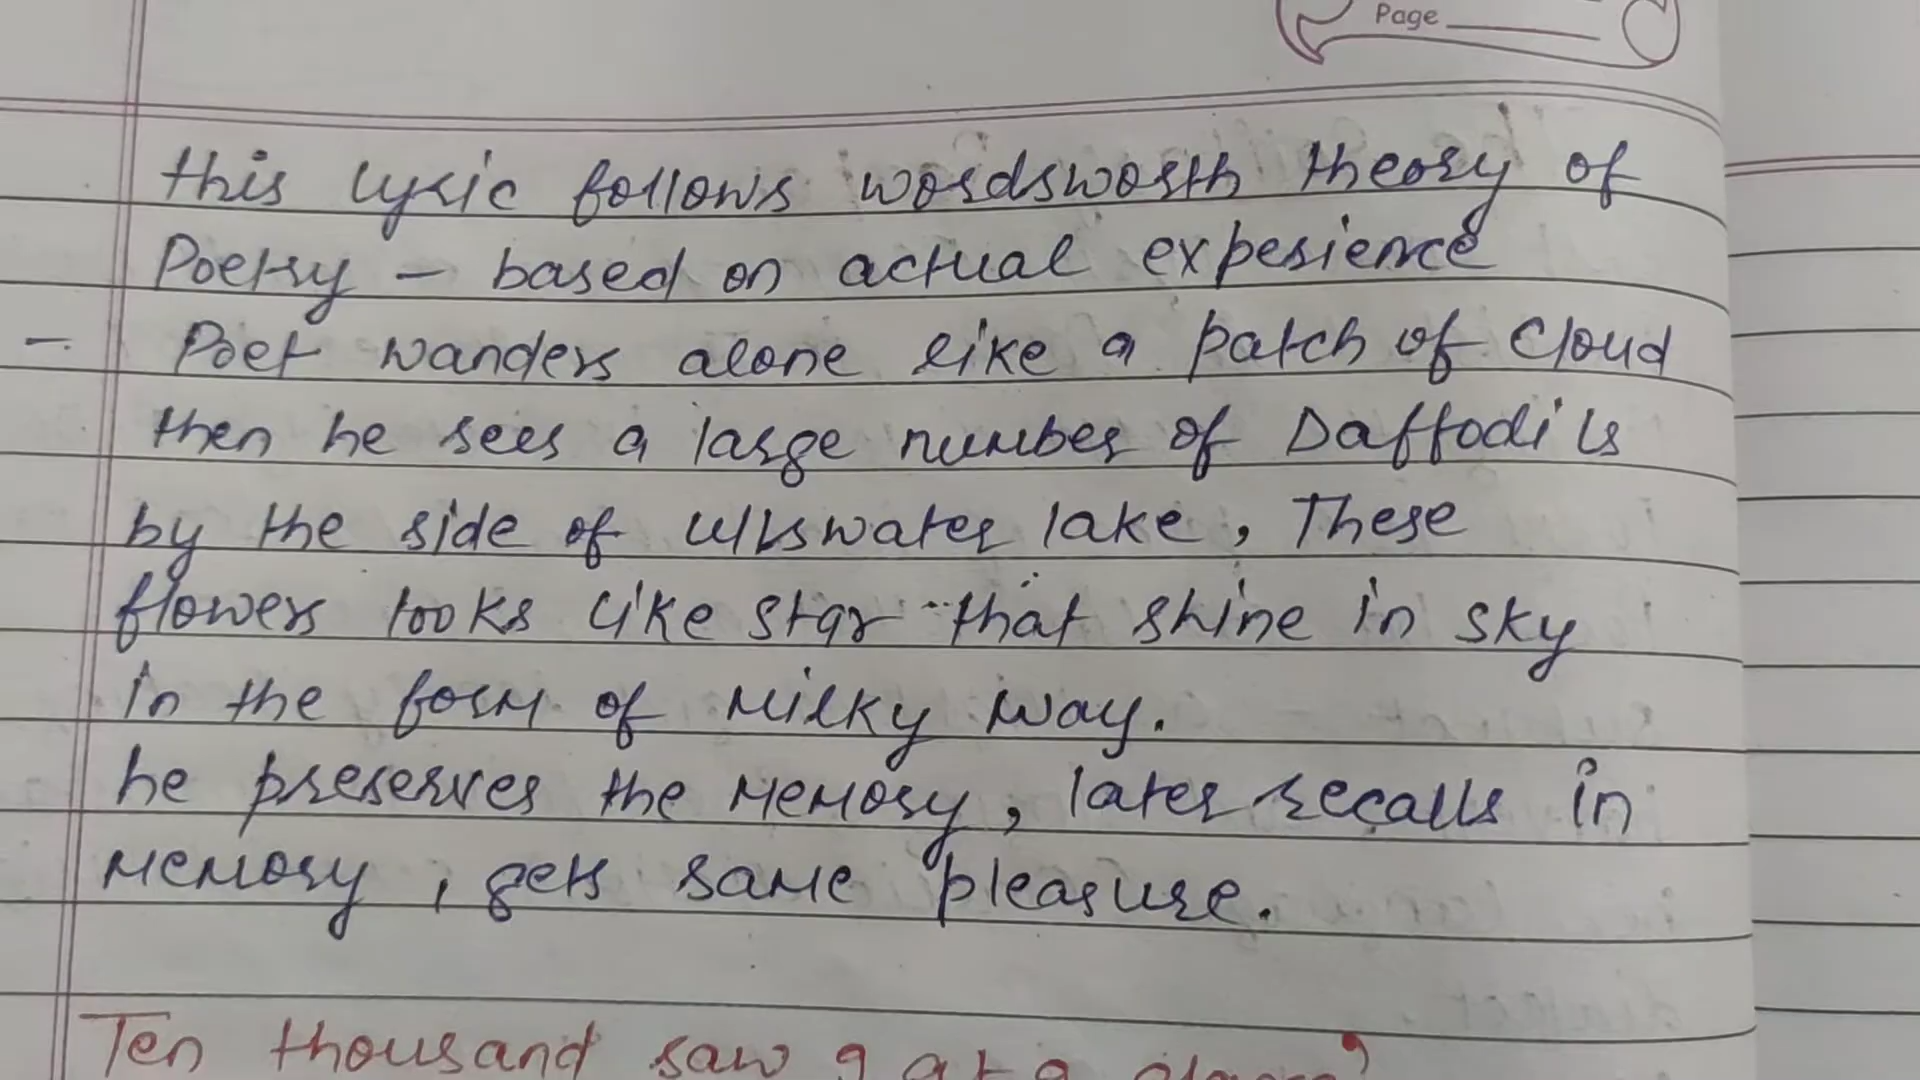 Page
this lyric follows wordsworth theory of
Poetry – based on actual experience
– Poet wanders alone like a patch of Cloud
then he sees a large number of Daffodils
by the side of Ullswater lake, These
flowers looks like star that shine in sky
in the form of Milky Way.
he preserves the memory, later recalls in
memory, gets same pleasure.
Ten thousand saw I at a glance